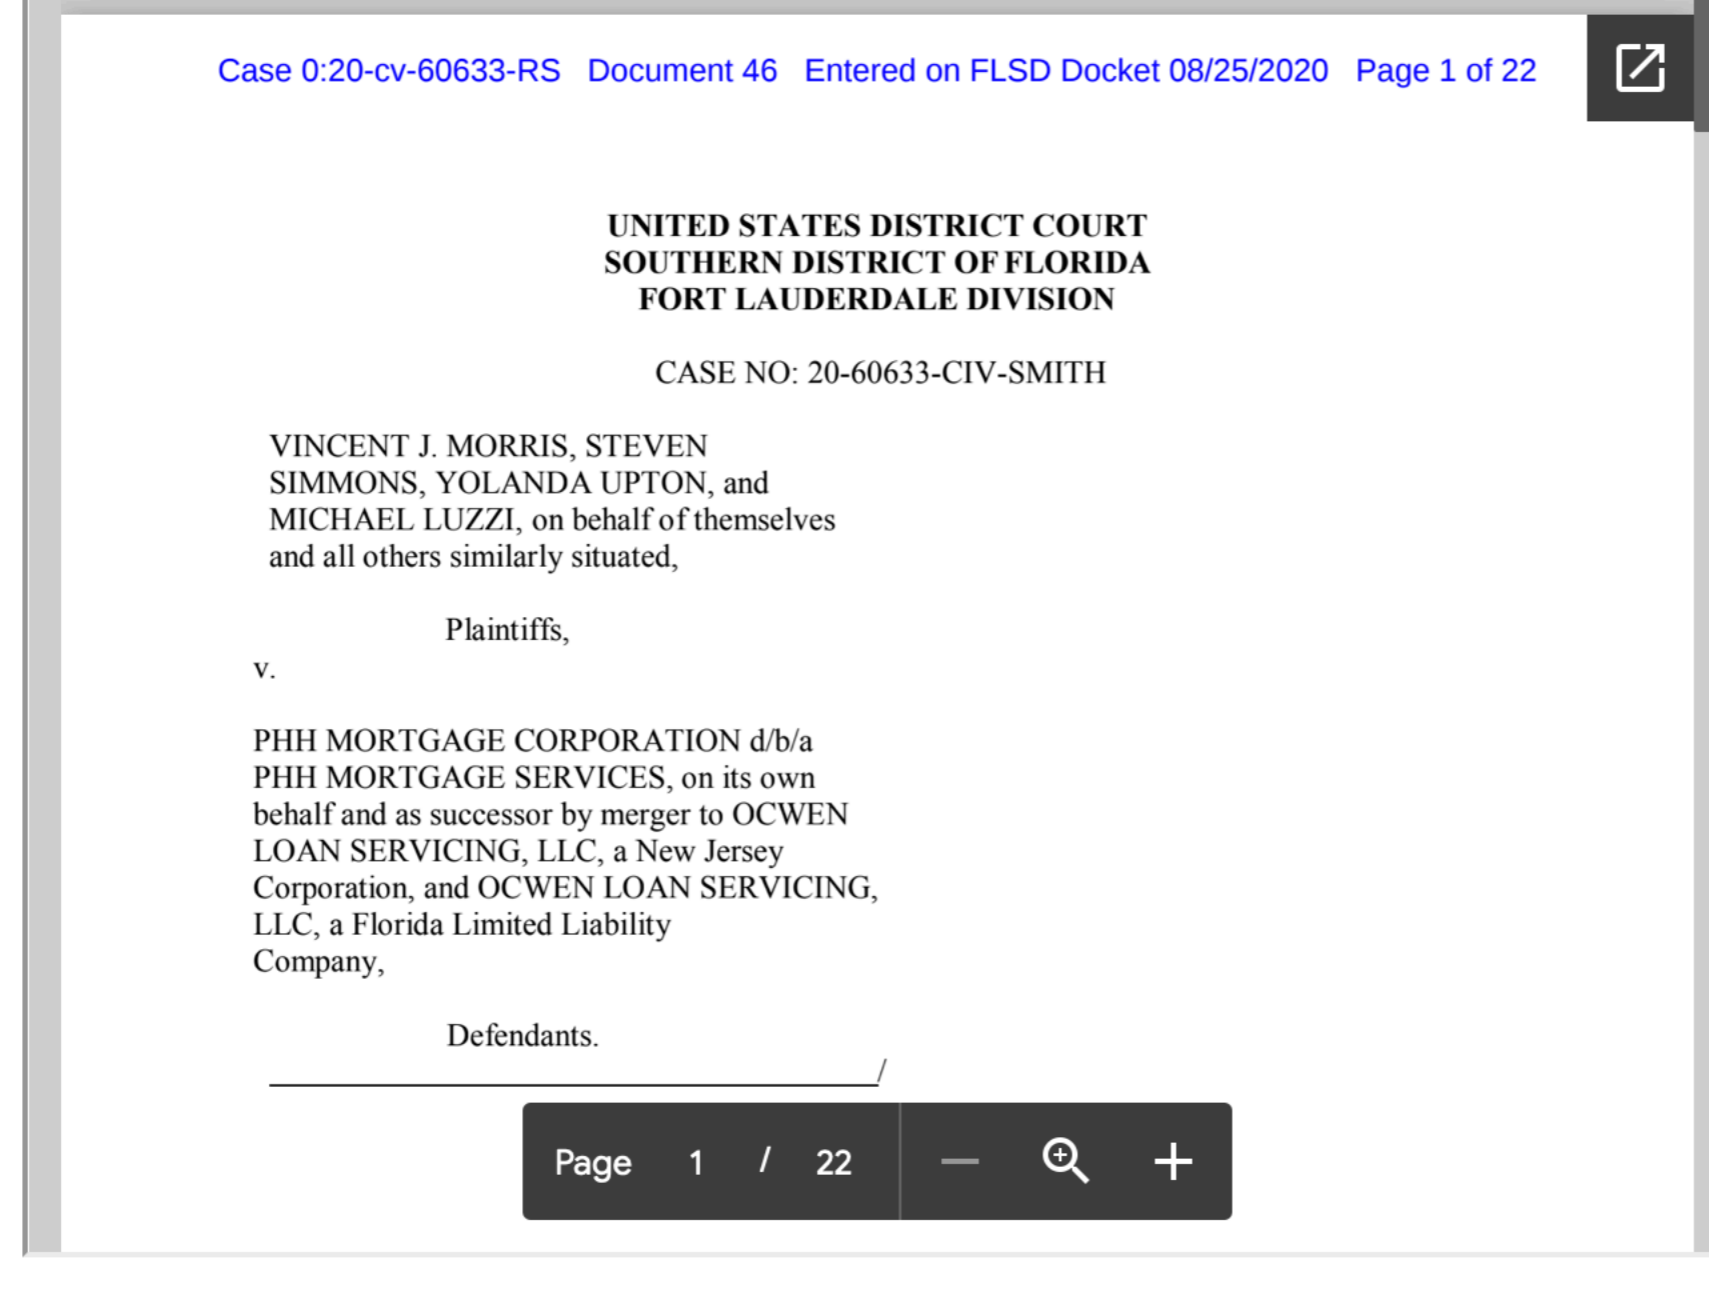 Case 0:20-cv-60633-RS Document 46 Entered on FLSD Docket 08/25/2020 Page 1 of 22
UNITED STATES DISTRICT COURT
SOUTHERN DISTRICT OF FLORIDA
FORT LAUDERDALE DIVISION
CASE NO: 20-60633-CIV-SMITH
VINCENT J. MORRIS, STEVEN
SIMMONS, YOLANDA UPTON, and
MICHAEL LUZZI, on behalf of themselves
and all others similarly situated,
Plaintiffs,
v.
PHH MORTGAGE CORPORATION d/b/a
PHH MORTGAGE SERVICES, on its own
behalf and as successor by merger to OCWEN
LOAN SERVICING, LLC, a New Jersey
Corporation, and OCWEN LOAN SERVICING,
LLC, a Florida Limited Liability
Company,
Defendants.
/
Page 1 / 22